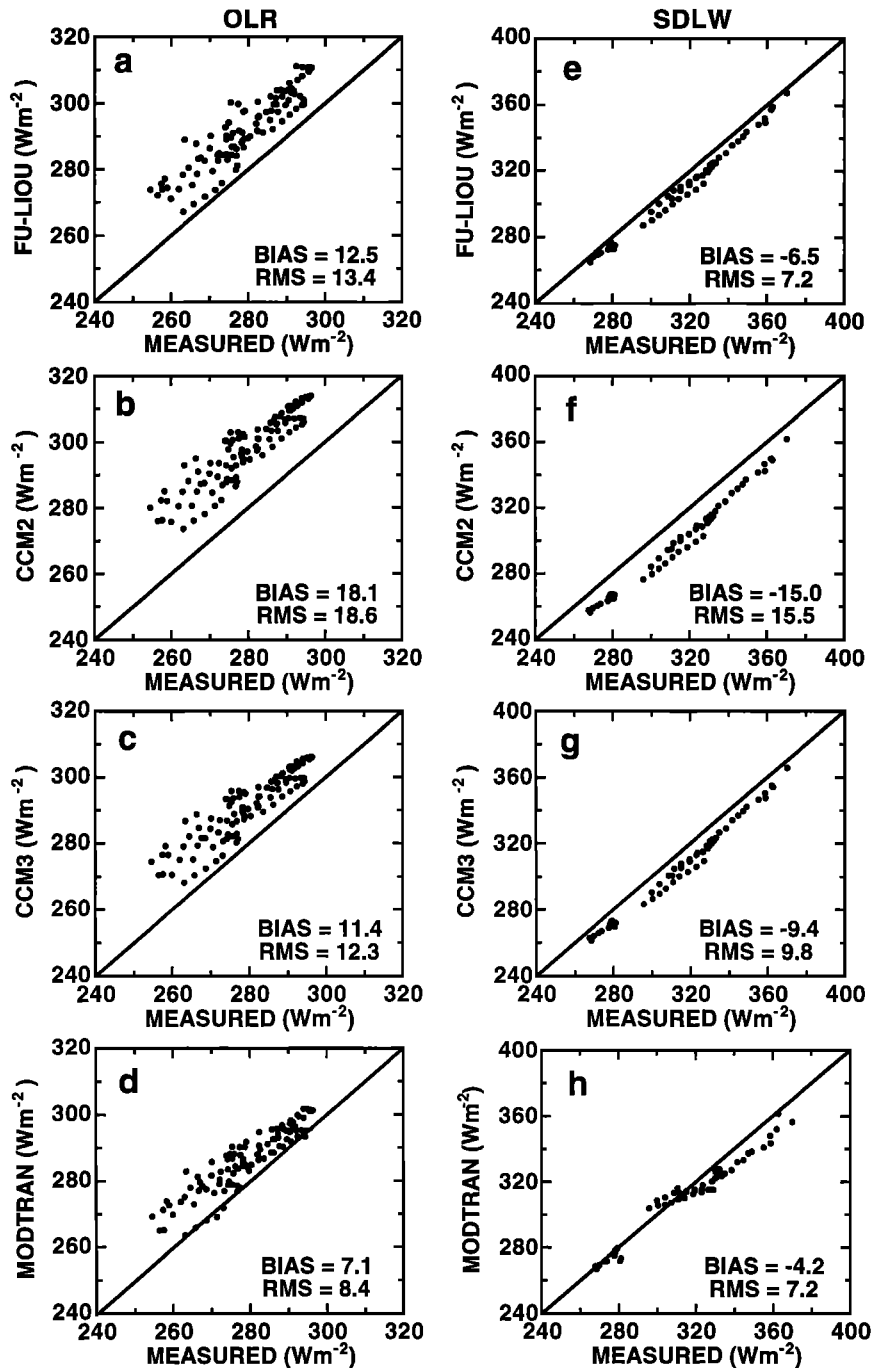 OLR
a
320
300
280
260
240
FU-LIOU (Wm-2)
BIAS = 12.5
RMS = 13.4
240 260 280 300 320
MEASURED (Wm-2)
SDLW
e
400
360
320
280
240
FU-LIOU (Wm-2)
BIAS = -6.5
RMS = 7.2
240 280 320 360 400
MEASURED (Wm-2)
b
320
300
280
260
240
CCM2 (Wm-2)
BIAS = 18.1
RMS = 18.6
240 260 280 300 320
MEASURED (Wm-2)
f
400
360
320
280
240
CCM2 (Wm-2)
BIAS = -15.0
RMS = 15.5
240 280 320 360 400
MEASURED (Wm-2)
c
320
300
280
260
240
CCM3 (Wm-2)
BIAS = 11.4
RMS = 12.3
240 260 280 300 320
MEASURED (Wm-2)
g
400
360
320
280
240
CCM3 (Wm-2)
BIAS = -9.4
RMS = 9.8
240 280 320 360 400
MEASURED (Wm-2)
d
320
300
280
260
240
MODTRAN (Wm-2)
BIAS = 7.1
RMS = 8.4
240 260 280 300 320
MEASURED (Wm-2)
h
400
360
320
280
240
MODTRAN (Wm-2)
BIAS = -4.2
RMS = 7.2
240 280 320 360 400
MEASURED (Wm-2)